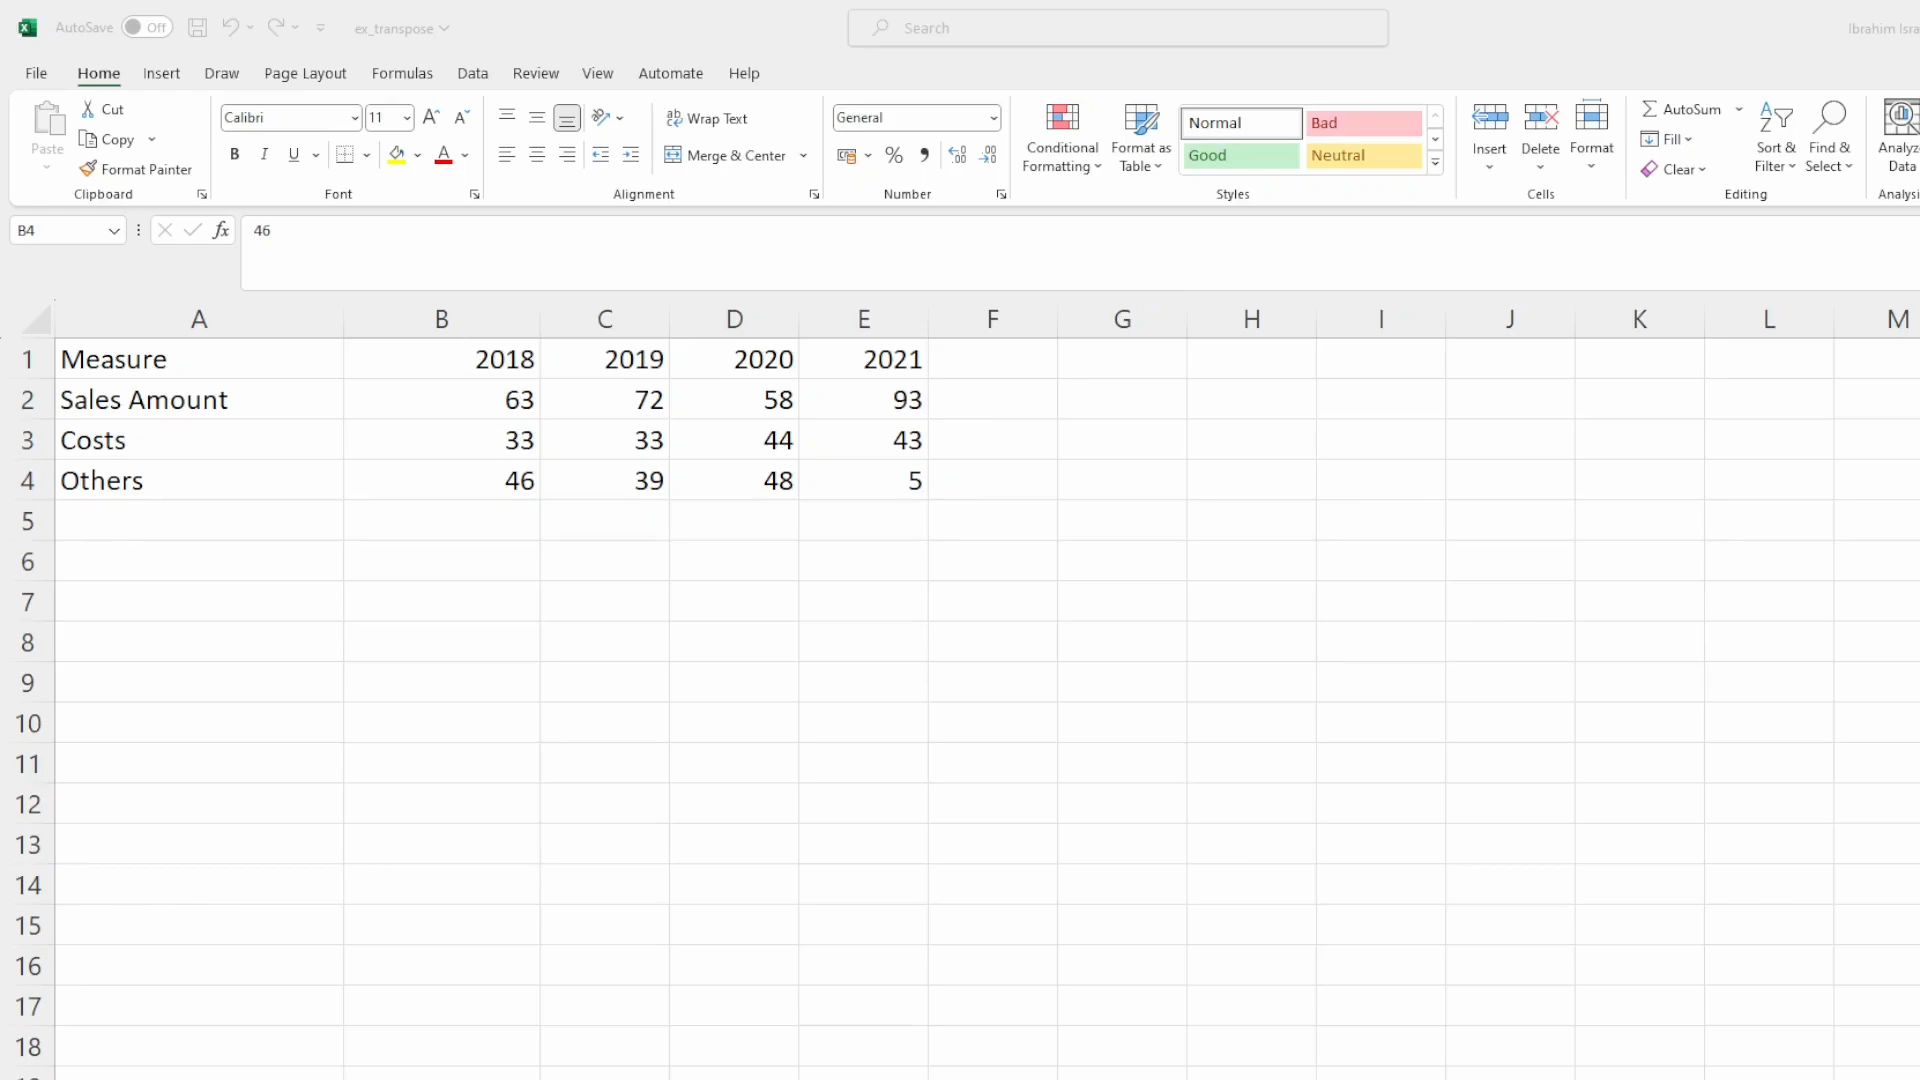 AutoSave Off ex_transpose Search Ibrahim Isra
File Home Insert Draw Page Layout Formulas Data Review View Automate Help
Paste Cut Calibri 11 Wrap Text General Conditional Formatting Format as Table Normal Bad Insert Delete Format AutoSum Sort & Filter Find & Select Analyze Data
Copy B I U Merge & Center % Good Neutral Fill
Format Painter Clear
Clipboard Font Alignment Number Styles Cells Editing Analysi
B4 fx 46
A B C D E F G H I J K L M
1 Measure 2018 2019 2020 2021
2 Sales Amount 63 72 58 93
3 Costs 33 33 44 43
4 Others 46 39 48 5
5
6
7
8
9
10
11
12
13
14
15
16
17
18